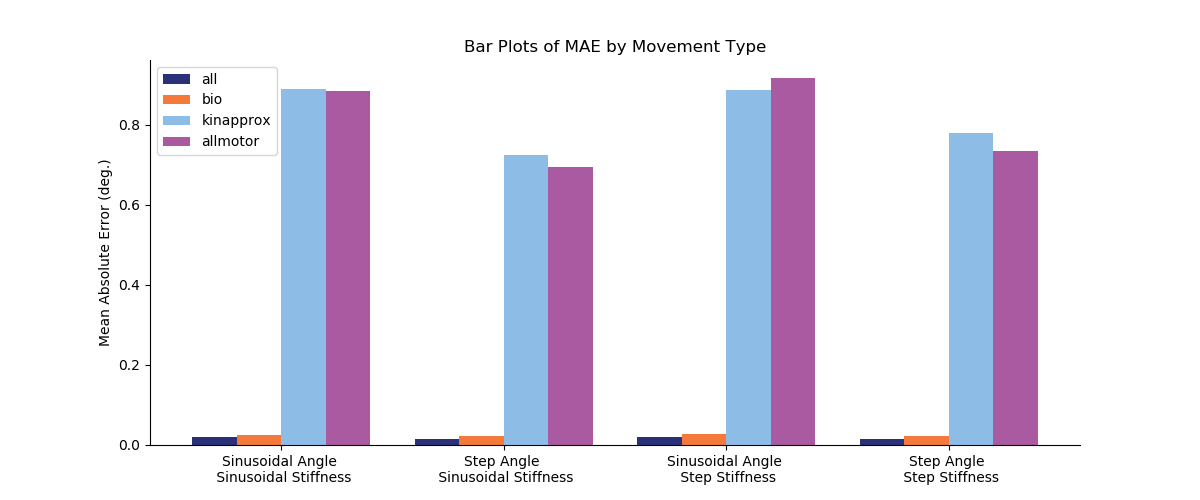 Bar Plots of MAE by Movement Type
all
bio
kinapprox
allmotor
Mean Absolute Error (deg.)
0.8
0.6
0.4
0.2
0.0
Sinusoidal Angle
Sinusoidal Stiffness
Step Angle
Sinusoidal Stiffness
Sinusoidal Angle
Step Stiffness
Step Angle
Step Stiffness